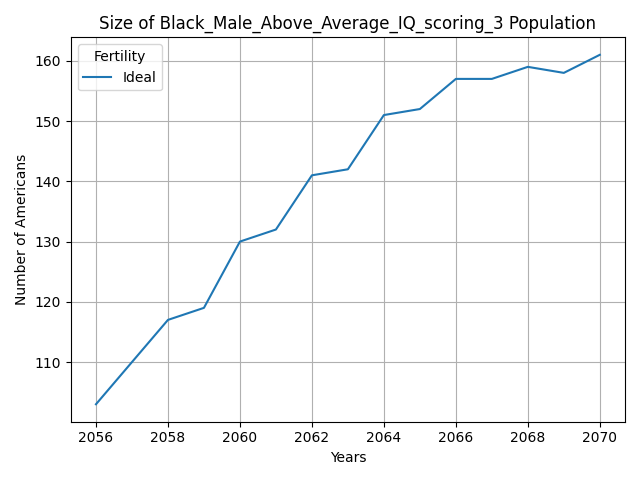 Size of Black_Male_Above_Average_IQ_scoring_3 Population
Fertility
Ideal
Number of Americans
160
150
140
130
120
110
2056 2058 2060 2062 2064 2066 2068 2070
Years